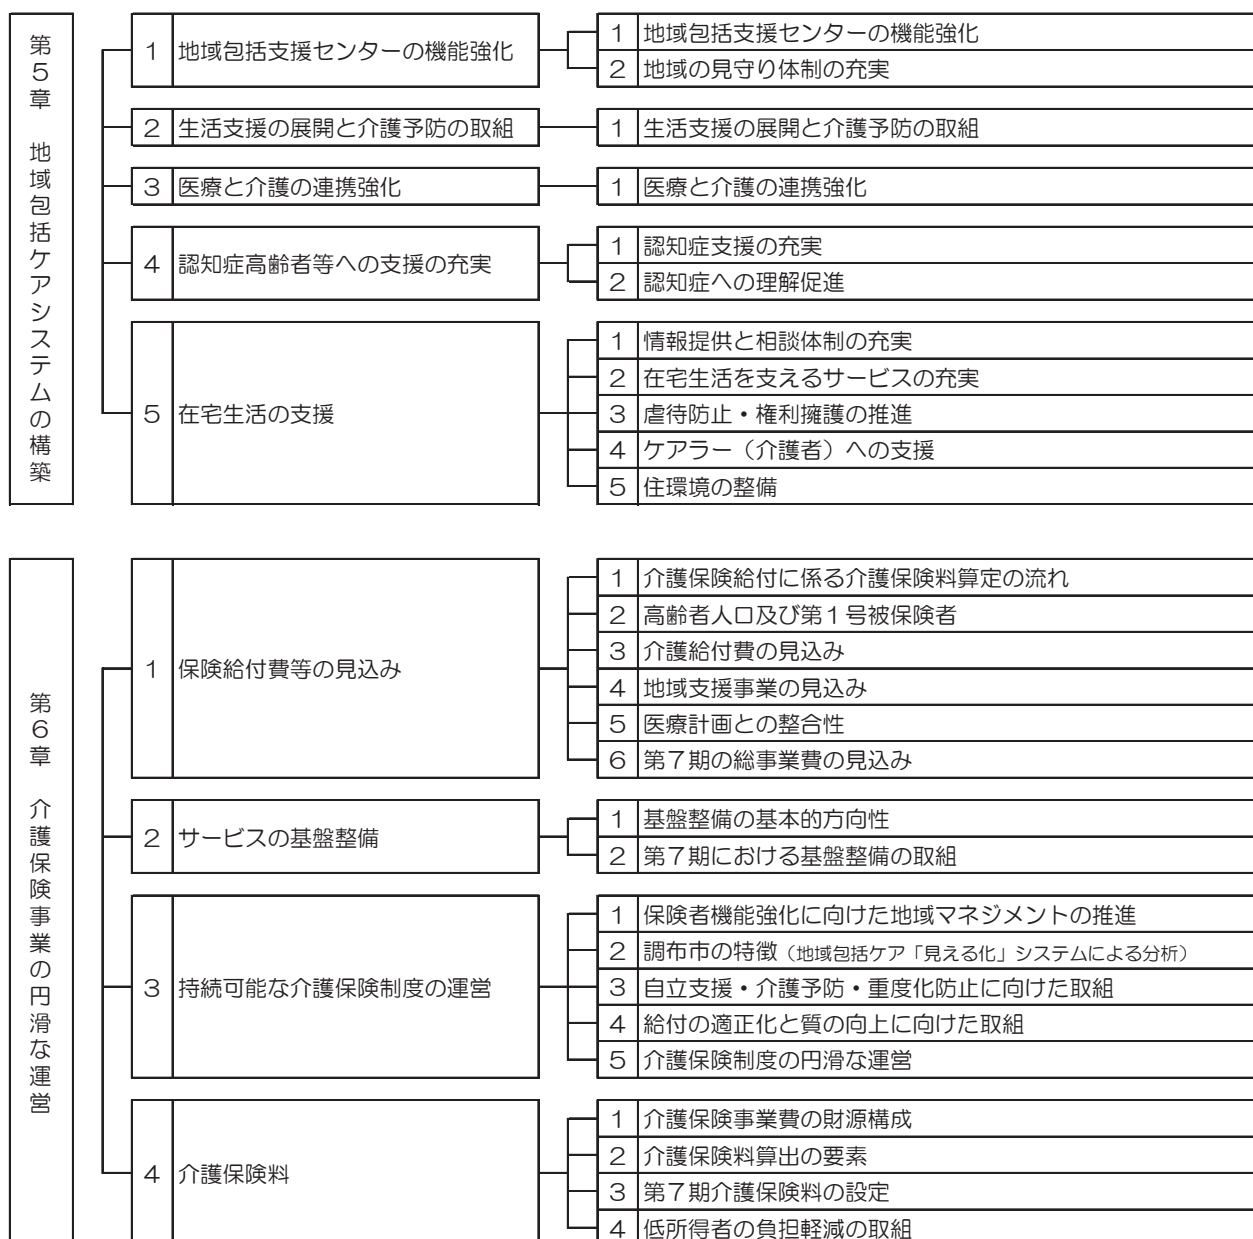 第5章 地域包括ケアシステムの構築
1 地域包括支援センターの機能強化
1 地域包括支援センターの機能強化
2 地域の見守り体制の充実
2 生活支援の展開と介護予防の取組
1 生活支援の展開と介護予防の取組
3 医療と介護の連携強化
1 医療と介護の連携強化
4 認知症高齢者等への支援の充実
1 認知症支援の充実
2 認知症への理解促進
5 在宅生活の支援
1 情報提供と相談体制の充実
2 在宅生活を支えるサービスの充実
3 虐待防止・権利擁護の推進
4 ケアラー（介護者）への支援
5 住環境の整備
第6章 介護保険事業の円滑な運営
1 保険給付費等の見込み
1 介護保険給付に係る介護保険料算定の流れ
2 高齢者人口及び第1号被保険者
3 介護給付費の見込み
4 地域支援事業の見込み
5 医療計画との整合性
6 第7期の総事業費の見込み
2 サービスの基盤整備
1 基盤整備の基本的方向性
2 第7期における基盤整備の取組
3 持続可能な介護保険制度の運営
1 保険者機能強化に向けた地域マネジメントの推進
2 調布市の特徴（地域包括ケア「見える化」システムによる分析）
3 自立支援・介護予防・重度化防止に向けた取組
4 給付の適正化と質の向上に向けた取組
5 介護保険制度の円滑な運営
4 介護保険料
1 介護保険事業費の財源構成
2 介護保険料算出の要素
3 第7期介護保険料の設定
4 低所得者の負担軽減の取組